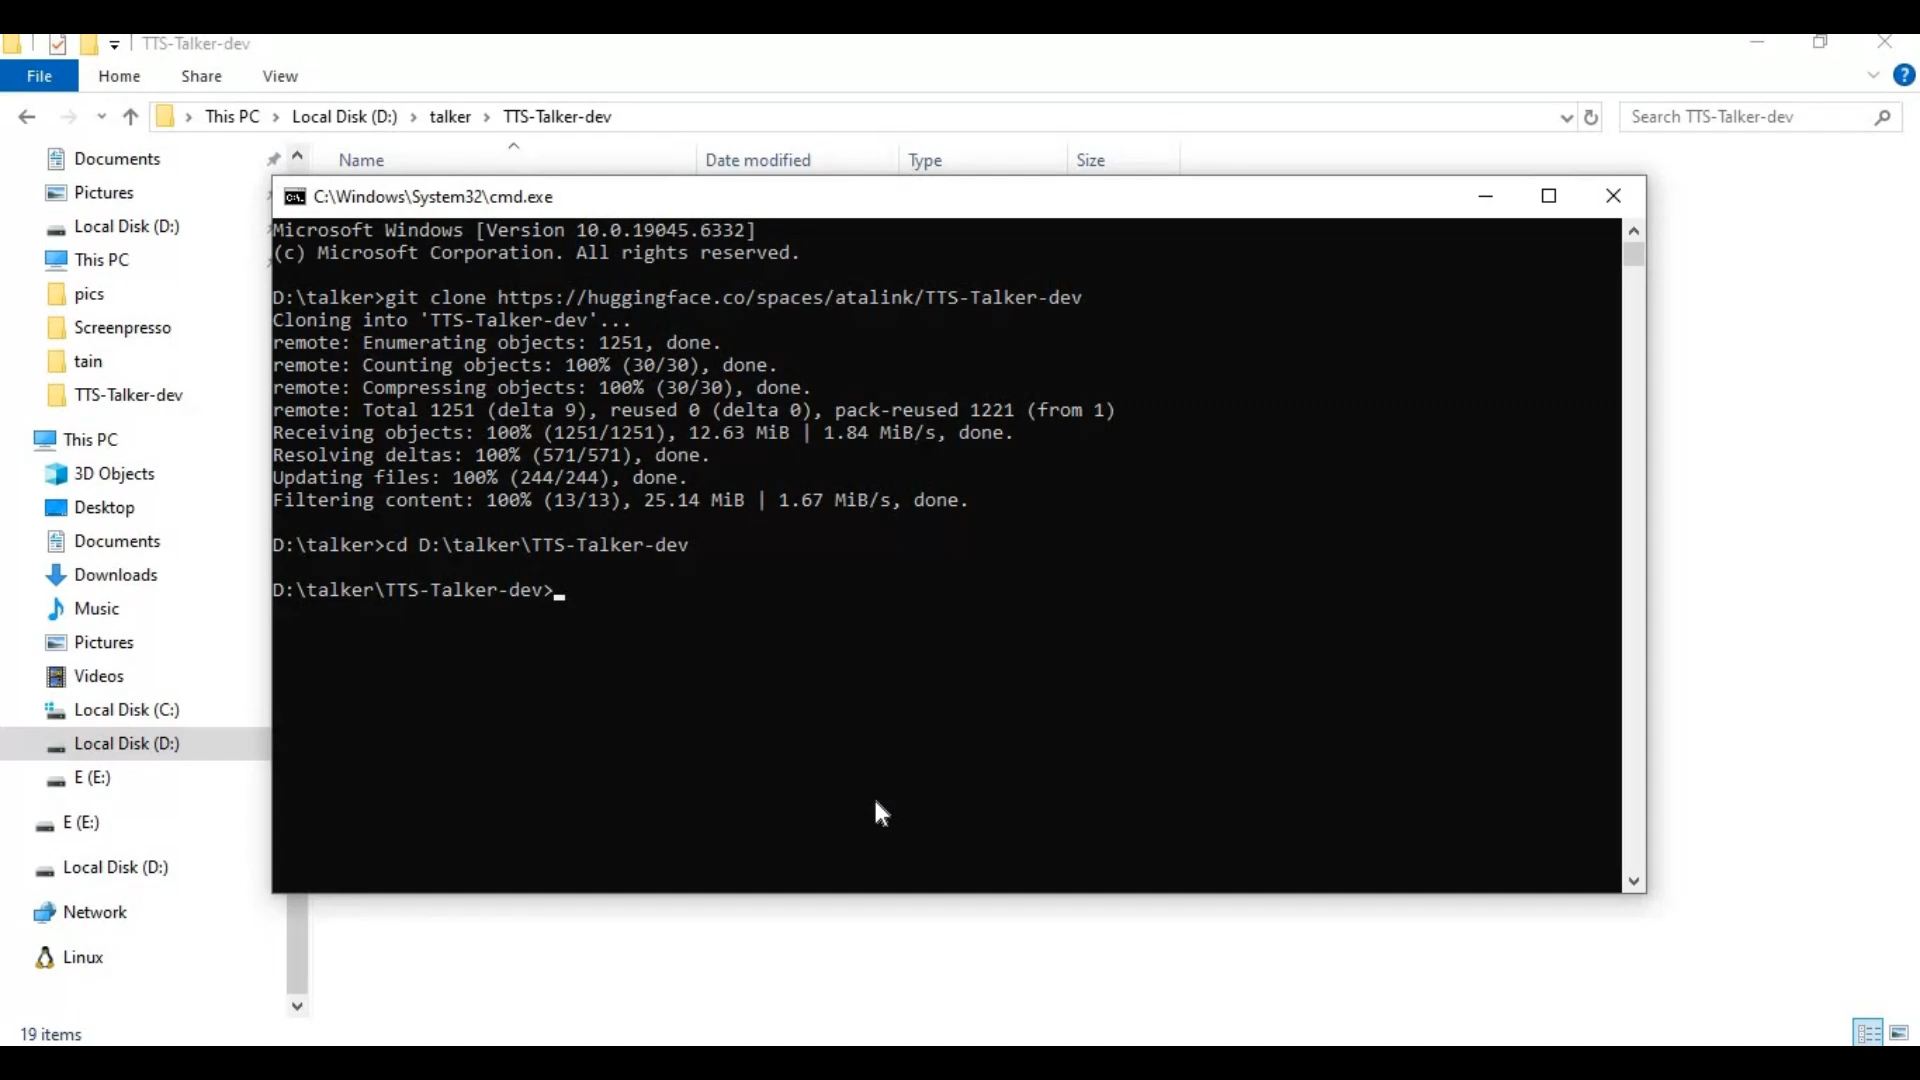 TTS-Talker-dev
File
Home
Share
View
This PC
Local Disk (D:)
talker
TTS-Talker-dev
Search TTS-Talker-dev
Name
Date modified
Type
Size
Documents
Pictures
Local Disk (D:)
This PC
pics
Screenpresso
tain
TTS-Talker-dev
This PC
3D Objects
Desktop
Documents
Downloads
Music
Pictures
Videos
Local Disk (C:)
Local Disk (D:)
E (E:)
E (E:)
Local Disk (D:)
Network
Linux
19 items
C:\Windows\System32\cmd.exe
Microsoft Windows [Version 10.0.19045.6332]
(c) Microsoft Corporation. All rights reserved.
D:\talker>git clone https://huggingface.co/spaces/atalink/TTS-Talker-dev
Cloning into 'TTS-Talker-dev'...
remote: Enumerating objects: 1251, done.
remote: Counting objects: 100% (30/30), done.
remote: Compressing objects: 100% (30/30), done.
remote: Total 1251 (delta 9), reused 0 (delta 0), pack-reused 1221 (from 1)
Receiving objects: 100% (1251/1251), 12.63 MiB | 1.84 MiB/s, done.
Resolving deltas: 100% (571/571), done.
Updating files: 100% (244/244), done.
Filtering content: 100% (13/13), 25.14 MiB | 1.67 MiB/s, done.
D:\talker>cd D:\talker\TTS-Talker-dev
D:\talker\TTS-Talker-dev>